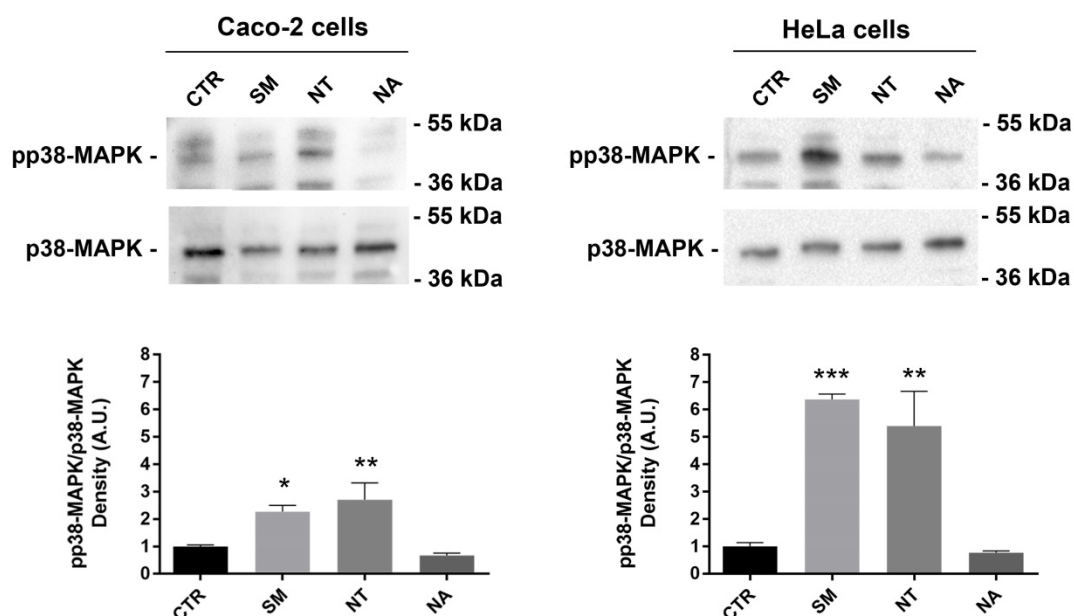 Caco-2 cells
CTR SM NT NA
pp38-MAPK -
- 55 kDa
- 36 kDa
p38-MAPK -
- 55 kDa
- 36 kDa
pp38-MAPK/p38-MAPK
Density (A.U.)
8
7
6
5
4
3
2
1
0
*
**
CTR SM NT NA
HeLa cells
CTR SM NT NA
pp38-MAPK -
- 55 kDa
- 36 kDa
p38-MAPK -
- 55 kDa
- 36 kDa
pp38-MAPK/p38-MAPK
Density (A.U.)
8
7
6
5
4
3
2
1
0
***
**
CTR SM NT NA